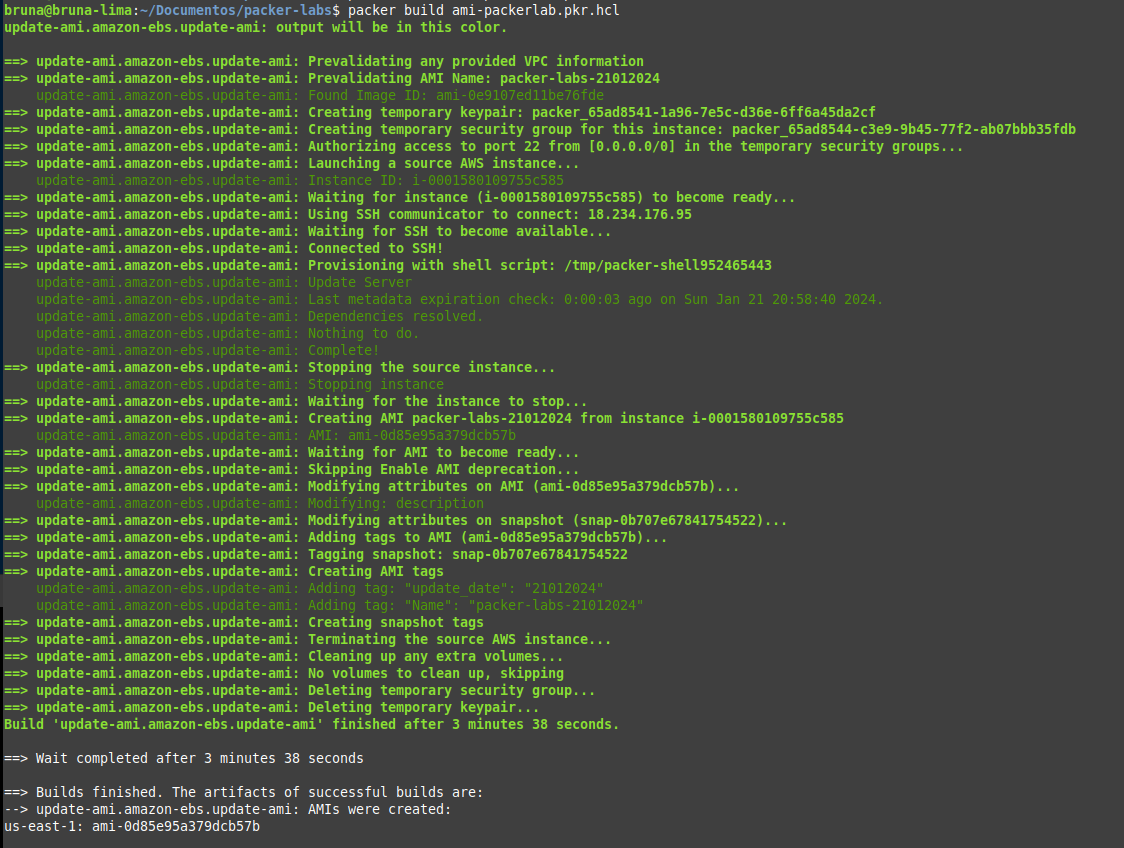 bruna@bruna-lima:~/Documentos/packer-labs$ packer build ami-packerlab.pkr.hcl
update-ami.amazon-ebs.update-ami: output will be in this color.

==> update-ami.amazon-ebs.update-ami: Prevalidating any provided VPC information
==> update-ami.amazon-ebs.update-ami: Prevalidating AMI Name: packer-labs-21012024
    update-ami.amazon-ebs.update-ami: Found Image ID: ami-0e9107ed11be76fde
==> update-ami.amazon-ebs.update-ami: Creating temporary keypair: packer_65ad8541-1a96-7e5c-d36e-6ff6a45da2cf
==> update-ami.amazon-ebs.update-ami: Creating temporary security group for this instance: packer_65ad8544-c3e9-9b45-77f2-ab07bbb35fdb
==> update-ami.amazon-ebs.update-ami: Authorizing access to port 22 from [0.0.0.0/0] in the temporary security groups...
==> update-ami.amazon-ebs.update-ami: Launching a source AWS instance...
    update-ami.amazon-ebs.update-ami: Instance ID: i-0001580109755c585
==> update-ami.amazon-ebs.update-ami: Waiting for instance (i-0001580109755c585) to become ready...
==> update-ami.amazon-ebs.update-ami: Using SSH communicator to connect: 18.234.176.95
==> update-ami.amazon-ebs.update-ami: Waiting for SSH to become available...
==> update-ami.amazon-ebs.update-ami: Connected to SSH!
==> update-ami.amazon-ebs.update-ami: Provisioning with shell script: /tmp/packer-shell952465443
    update-ami.amazon-ebs.update-ami: Update Server
    update-ami.amazon-ebs.update-ami: Last metadata expiration check: 0:00:03 ago on Sun Jan 21 20:58:40 2024.
    update-ami.amazon-ebs.update-ami: Dependencies resolved.
    update-ami.amazon-ebs.update-ami: Nothing to do.
    update-ami.amazon-ebs.update-ami: Complete!
==> update-ami.amazon-ebs.update-ami: Stopping the source instance...
    update-ami.amazon-ebs.update-ami: Stopping instance
==> update-ami.amazon-ebs.update-ami: Waiting for the instance to stop...
==> update-ami.amazon-ebs.update-ami: Creating AMI packer-labs-21012024 from instance i-0001580109755c585
    update-ami.amazon-ebs.update-ami: AMI: ami-0d85e95a379dcb57b
==> update-ami.amazon-ebs.update-ami: Waiting for AMI to become ready...
==> update-ami.amazon-ebs.update-ami: Skipping Enable AMI deprecation...
==> update-ami.amazon-ebs.update-ami: Modifying attributes on AMI (ami-0d85e95a379dcb57b)...
    update-ami.amazon-ebs.update-ami: Modifying: description
==> update-ami.amazon-ebs.update-ami: Modifying attributes on snapshot (snap-0b707e67841754522)...
==> update-ami.amazon-ebs.update-ami: Adding tags to AMI (ami-0d85e95a379dcb57b)...
==> update-ami.amazon-ebs.update-ami: Tagging snapshot: snap-0b707e67841754522
==> update-ami.amazon-ebs.update-ami: Creating AMI tags
    update-ami.amazon-ebs.update-ami: Adding tag: "update_date": "21012024"
    update-ami.amazon-ebs.update-ami: Adding tag: "Name": "packer-labs-21012024"
==> update-ami.amazon-ebs.update-ami: Creating snapshot tags
==> update-ami.amazon-ebs.update-ami: Terminating the source AWS instance...
==> update-ami.amazon-ebs.update-ami: Cleaning up any extra volumes...
==> update-ami.amazon-ebs.update-ami: No volumes to clean up, skipping
==> update-ami.amazon-ebs.update-ami: Deleting temporary security group...
==> update-ami.amazon-ebs.update-ami: Deleting temporary keypair...
Build 'update-ami.amazon-ebs.update-ami' finished after 3 minutes 38 seconds.

==> Wait completed after 3 minutes 38 seconds

==> Builds finished. The artifacts of successful builds are:
--> update-ami.amazon-ebs.update-ami: AMIs were created:
us-east-1: ami-0d85e95a379dcb57b